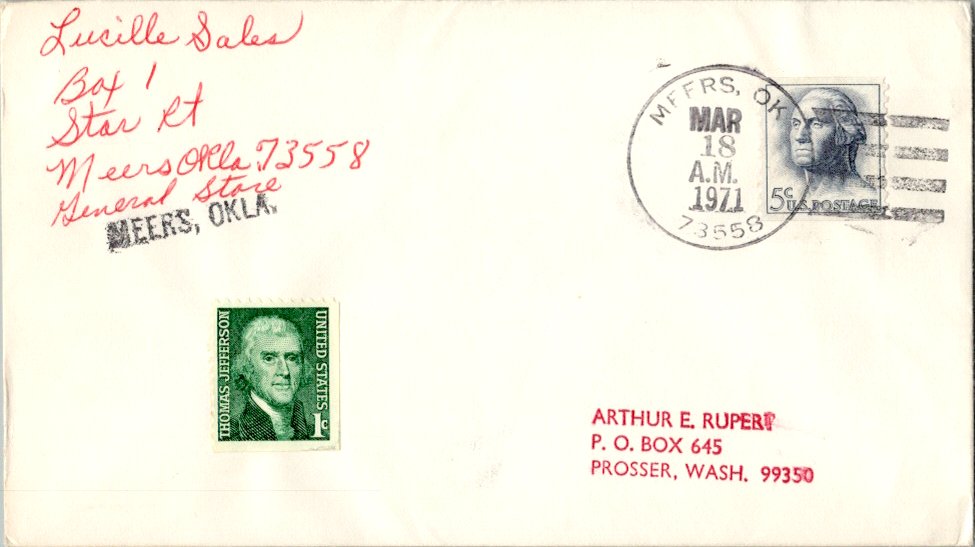 Lucille Sales
Box 1
Star Rt
Meers Okla. 73558
General Store
MEERS, OKLA.
MEERS, OK
MAR
18
A.M.
1971
73558
5c
U.S. POSTAGE
THOMAS JEFFERSON
UNITED STATES
1c
ARTHUR E. RUPERT
P. O. BOX 645
PROSSER, WASH. 99350